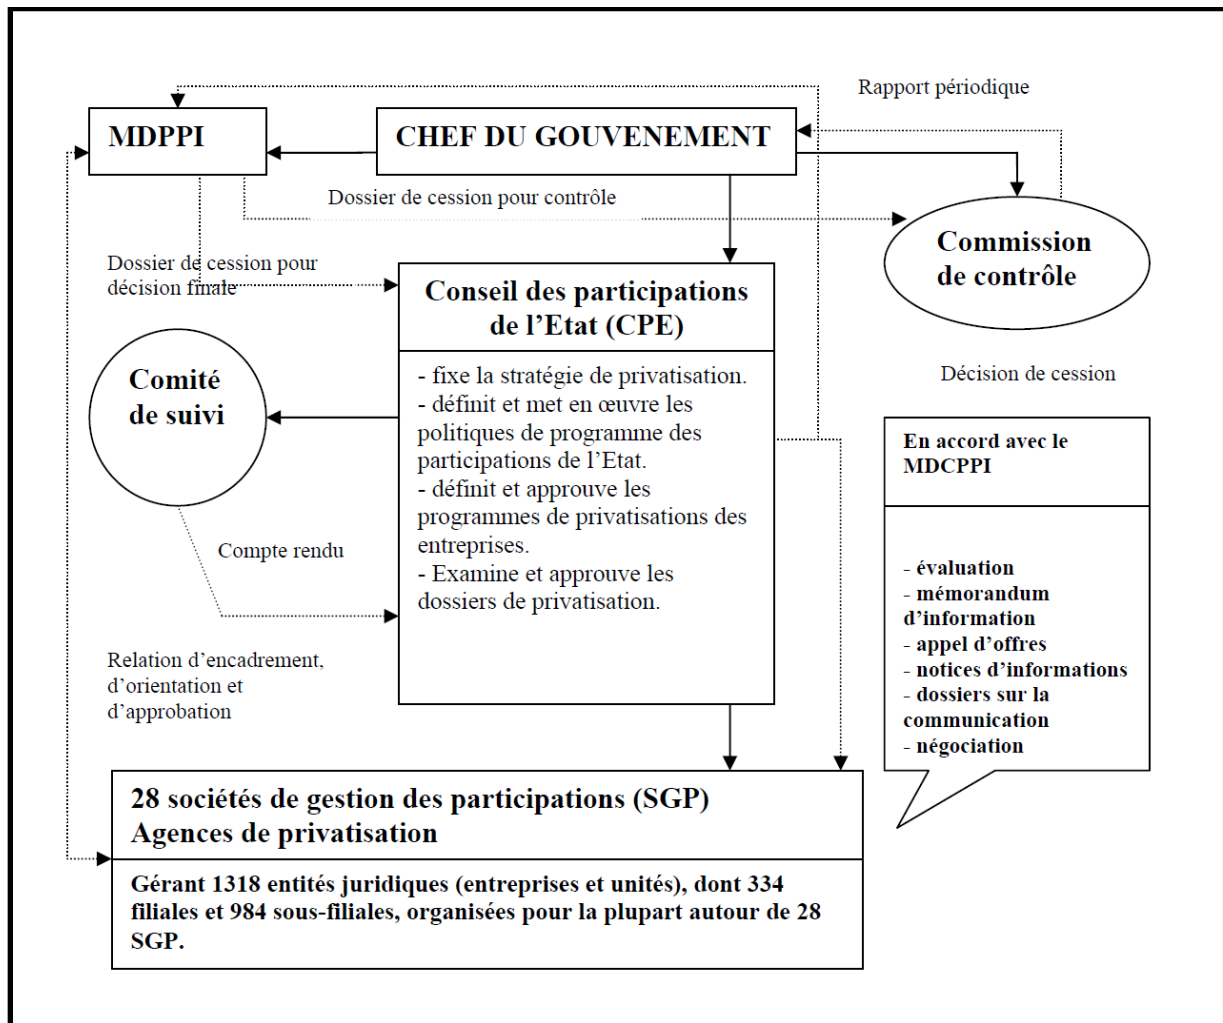 Rapport périodique
MDPPI
CHEF DU GOUVENEMENT
Dossier de cession pour contrôle
Commission
de contrôle
Dossier de cession pour
décision finale
Conseil des participations
de l’Etat (CPE)
- fixe la stratégie de privatisation.
- définit et met en œuvre les
politiques de programme des
participations de l’Etat.
- définit et approuve les
programmes de privatisations des
entreprises.
- Examine et approuve les
dossiers de privatisation.
Comité
de suivi
Décision de cession
En accord avec le
MDCPPI
- évaluation
- mémorandum
d’information
- appel d’offres
- notices d’informations
- dossiers sur la
communication
- négociation
Compte rendu
Relation d’encadrement,
d’orientation et
d’approbation
28 sociétés de gestion des participations (SGP)
Agences de privatisation
Gérant 1318 entités juridiques (entreprises et unités), dont 334
filiales et 984 sous-filiales, organisées pour la plupart autour de 28
SGP.